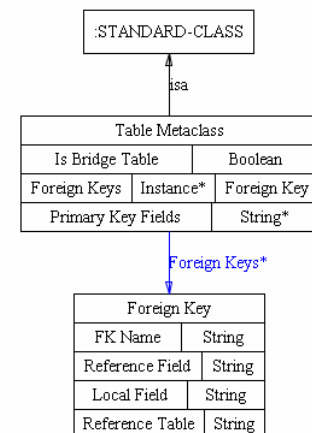 :STANDARD-CLASS
isa
Table Metaclass
Is Bridge Table Boolean
Foreign Keys Instance* Foreign Key
Primary Key Fields String*
Foreign Keys*
Foreign Key
FK Name String
Reference Field String
Local Field String
Reference Table String